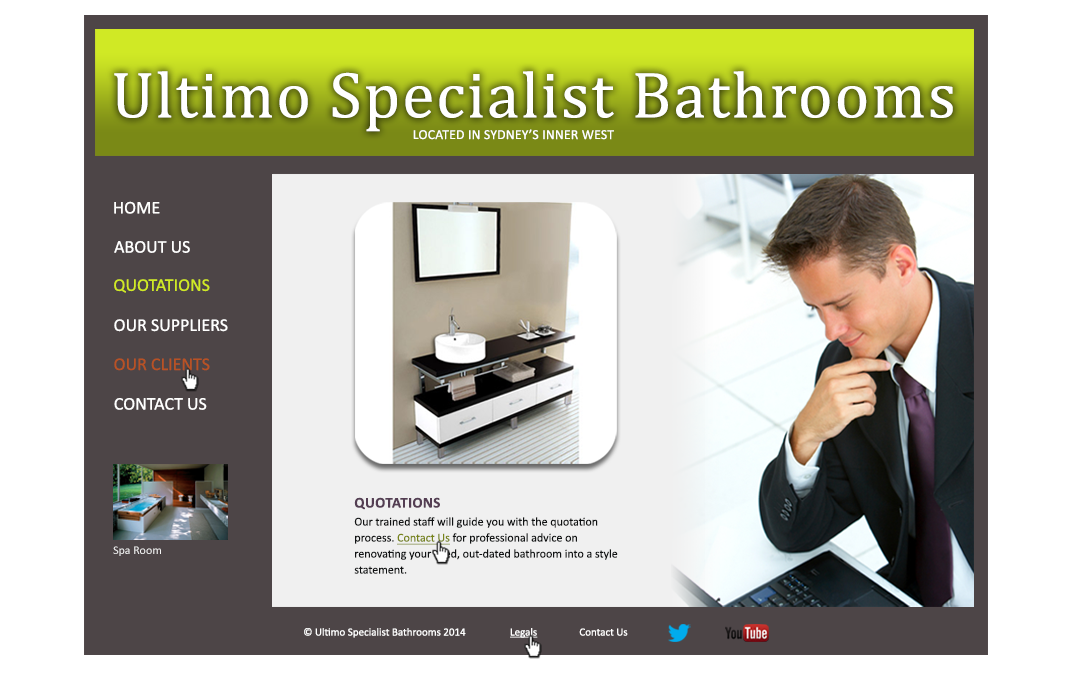 Ultimo Specialist Bathrooms
LOCATED IN SYDNEY'S INNER WEST
HOME
ABOUT US
QUOTATIONS
OUR SUPPLIERS
OUR CLIENTS
CONTACT US
Spa Room
QUOTATIONS
Our trained staff will guide you with the quotation
process. Contact Us for professional advice on
renovating your out-dated bathroom into a style
statement.
© Ultimo Specialist Bathrooms 2014
Legals
Contact Us
YouTube